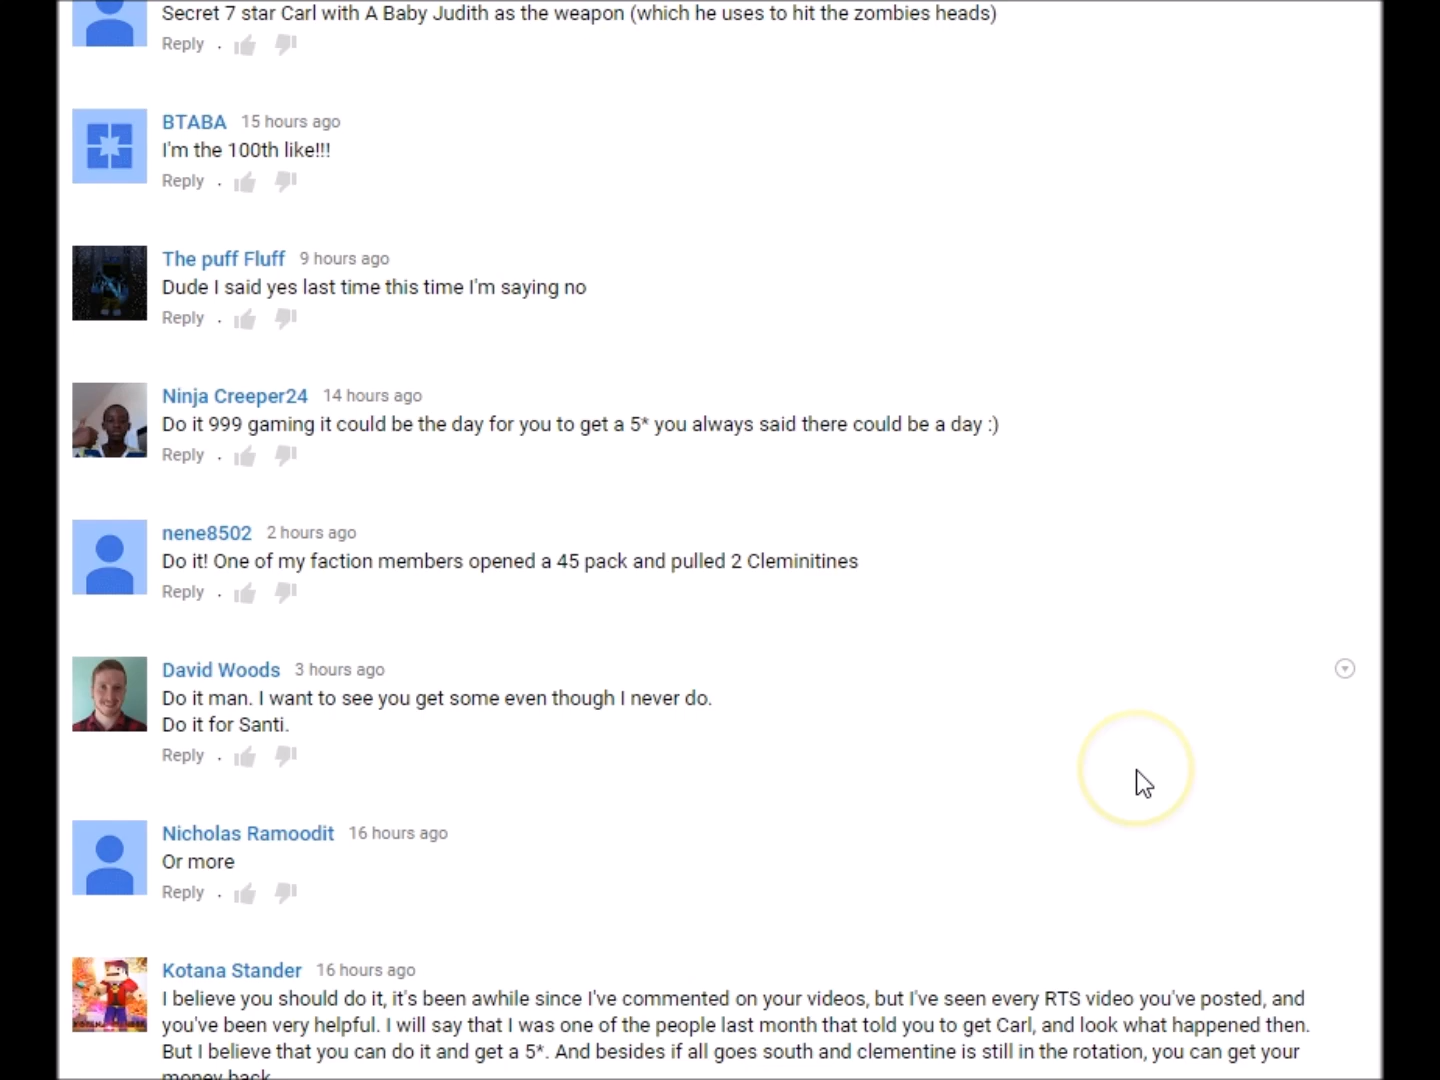 Secret 7 star Carl with A Baby Judith as the weapon (which he uses to hit the zombies heads)
Reply .
BTABA 15 hours ago
I'm the 100th like!!!
Reply .
The puff Fluff 9 hours ago
Dude I said yes last time this time I'm saying no
Reply .
Ninja Creeper24 14 hours ago
Do it 999 gaming it could be the day for you to get a 5* you always said there could be a day :)
Reply .
nene8502 2 hours ago
Do it! One of my faction members opened a 45 pack and pulled 2 Cleminitines
Reply .
David Woods 3 hours ago
Do it man. I want to see you get some even though I never do.
Do it for Santi.
Reply .
Nicholas Ramoodit 16 hours ago
Or more
Reply .
Kotana Stander 16 hours ago
I believe you should do it, it's been awhile since I've commented on your videos, but I've seen every RTS video you've posted, and
you've been very helpful. I will say that I was one of the people last month that told you to get Carl, and look what happened then.
But I believe that you can do it and get a 5*. And besides if all goes south and clementine is still in the rotation, you can get your
money back